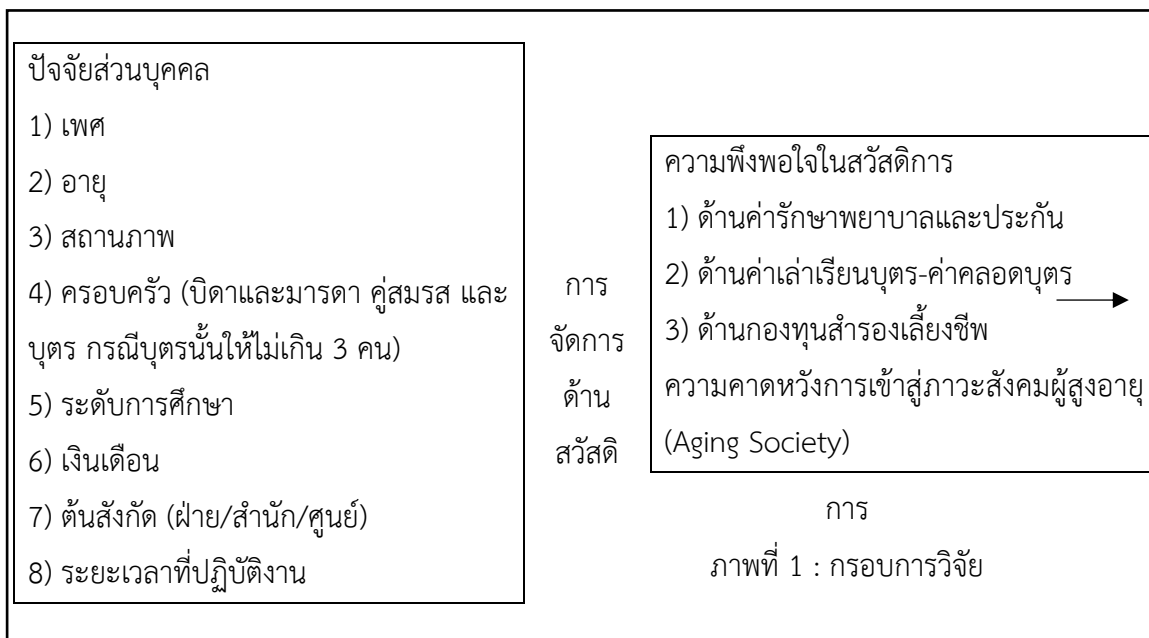 ปัจจัยส่วนบุคคล
1) เพศ
2) อายุ
3) สถานภาพ
4) ครอบครัว (บิดาและมารดา คู่สมรส และ
บุตร กรณีบุตรนั้นให้ไม่เกิน 3 คน)
5) ระดับการศึกษา
6) เงินเดือน
7) ต้นสังกัด (ฝ่าย/สำนัก/ศูนย์)
8) ระยะเวลาที่ปฏิบัติงาน
การ
จัดการ
ด้าน
สวัสดิ
การ
ความพึงพอใจในสวัสดิการ
1) ด้านค่ารักษาพยาบาลและประกัน
2) ด้านค่าเล่าเรียนบุตร-ค่าคลอดบุตร
3) ด้านกองทุนสำรองเลี้ยงชีพ
ความคาดหวังการเข้าสู่ภาวะสังคมผู้สูงอายุ
(Aging Society)
ภาพที่ 1 : กรอบการวิจัย